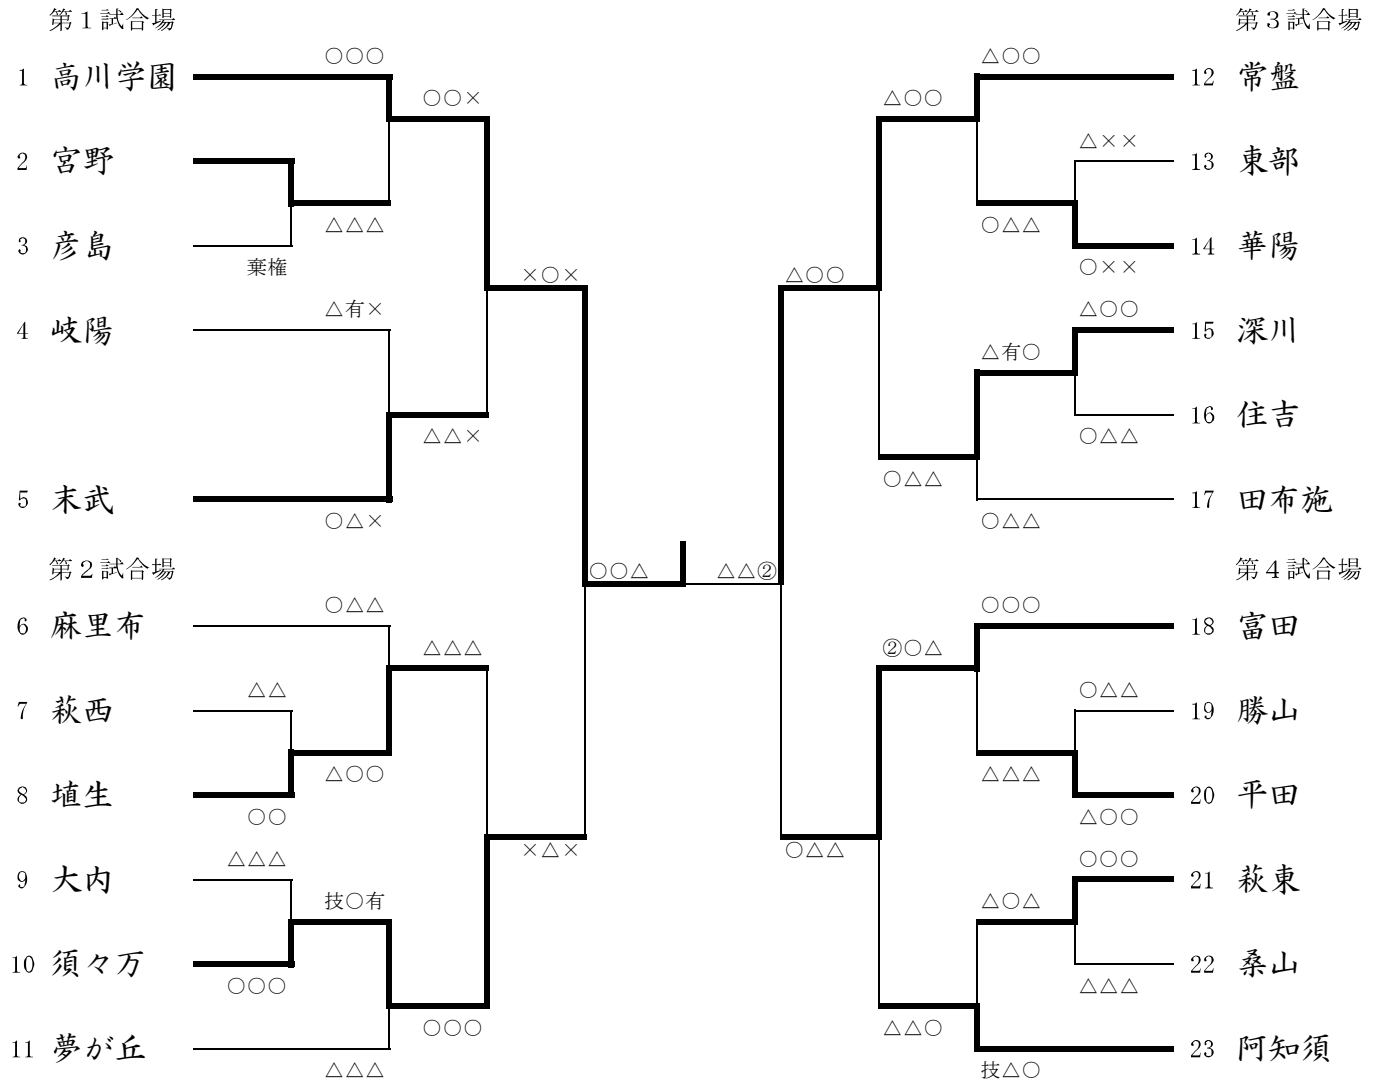 第１試合場
○○○
1 高川学園
○○×
2 宮野
△△△
3 彦島
棄権
×○×
△有×
4 岐陽
△△×
5 末武
○△×
第２試合場
○○△
○△△
6 麻里布
△△△
△△
7 萩西
△○○
8 埴生
○○
×△×
△△△
9 大内
技○有
10 須々万
○○○
○○○
11 夢が丘
△△△
第３試合場
△○○
12 常盤
△○○
△××
13 東部
○△△
14 華陽
○××
△○○
△○○
15 深川
△有○
16 住吉
○△△
○△△
17 田布施
○△△
第４試合場
△△②
○○○
18 富田
②○△
○△△
19 勝山
△△△
20 平田
△○○
○△△
○○○
21 萩東
△○△
22 桑山
△△△
△△○
23 阿知須
技△○